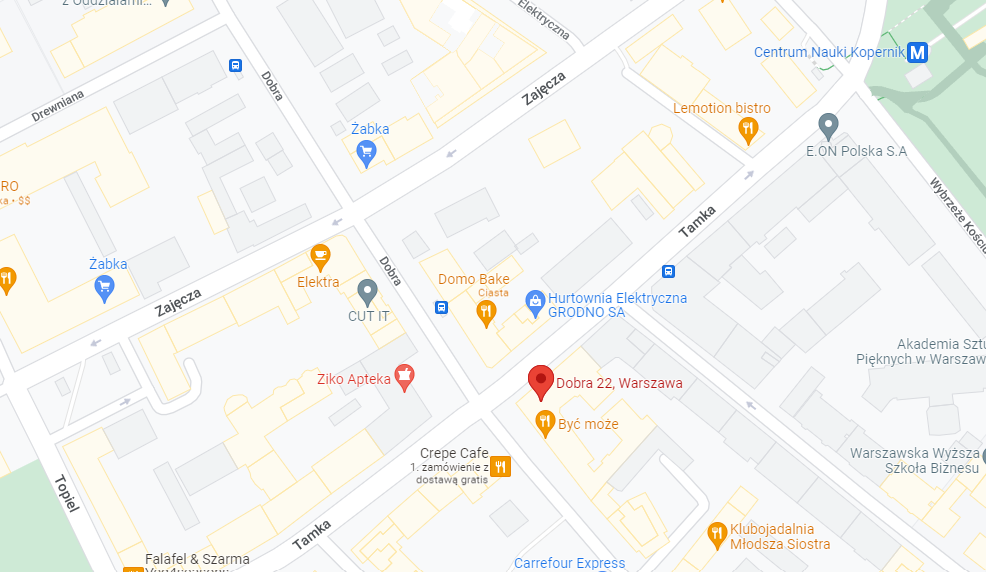 z Oddziałami...
Elektryczna
Centrum Nauki Kopernik
M
Dobra
Drewniana
Zajęcza
Lemotion bistro
Żabka
E.ON Polska S.A
RO
• $$
Wybrzeże
Tamka
Żabka
Elektra
Dobra
Domo Bake
Ciasta
Zajęcza
CUT IT
Hurtownia Elektryczna
GRODNO SA
Akademia
Pięknych w
Ziko Apteka
Dobra 22, Warszawa
Być może
Crepe Cafe
1. zamówienie z
dostawą gratis
Warszawska Wyższa
Szkoła Biznesu
Topiel
Tamka
Klubojadalnia
Młodsza Siostra
Falafel & Szarma
Carrefour Express